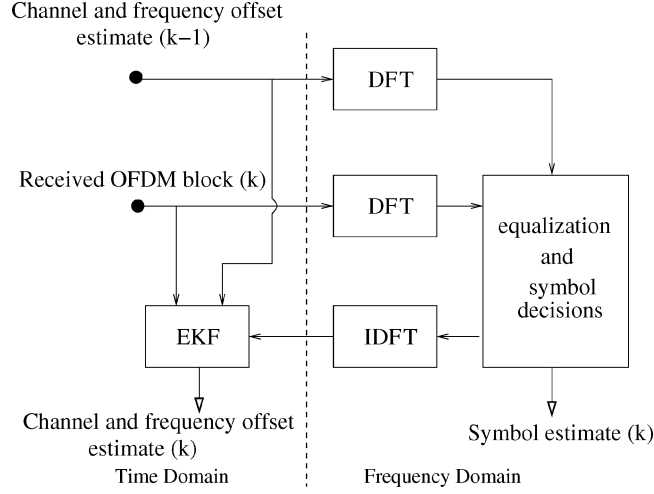 Channel and frequency offset
estimate (k−1)
DFT
Received OFDM block (k)
DFT
equalization
and
symbol
decisions
EKF
IDFT
Channel and frequency offset
estimate (k)
Symbol estimate (k)
Time Domain
Frequency Domain